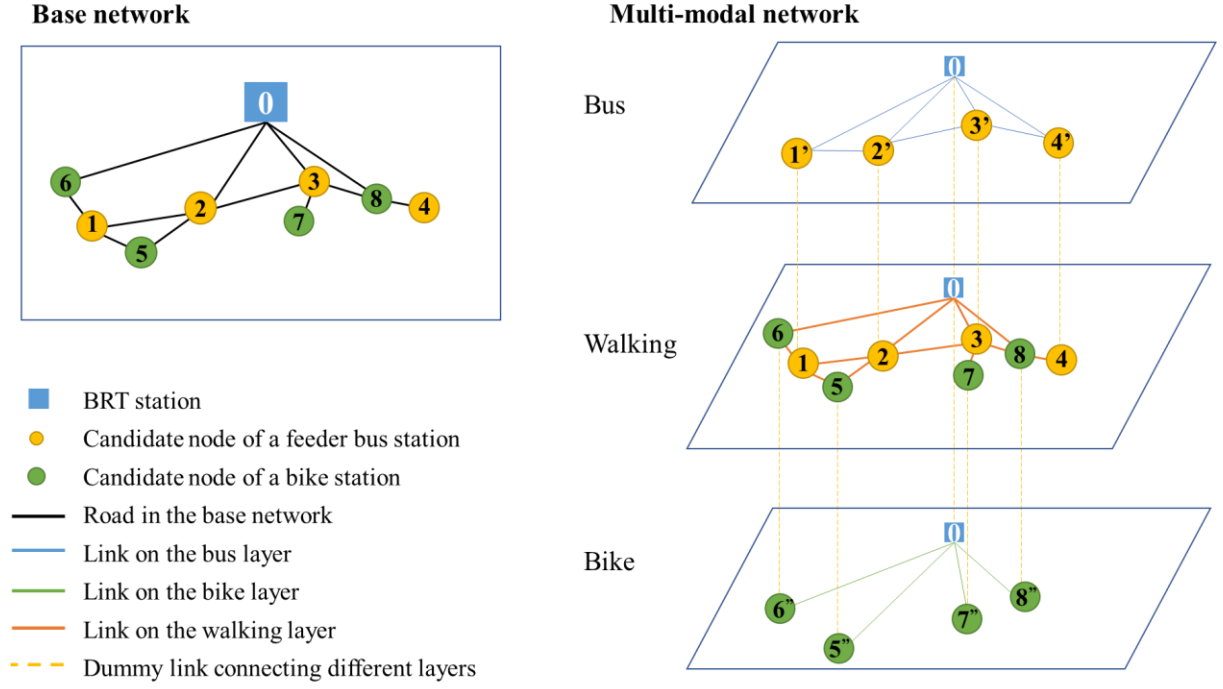 Base network
0
6
3
8
4
2
1
7
5
BRT station
Candidate node of a feeder bus station
Candidate node of a bike station
Road in the base network
Link on the bus layer
Link on the bike layer
Link on the walking layer
Dummy link connecting different layers
Multi-modal network
Bus
0
3’
4’
1’
2’
Walking
0
6
3
8
2
4
1
7
5
Bike
0
8”
6”
7”
5”